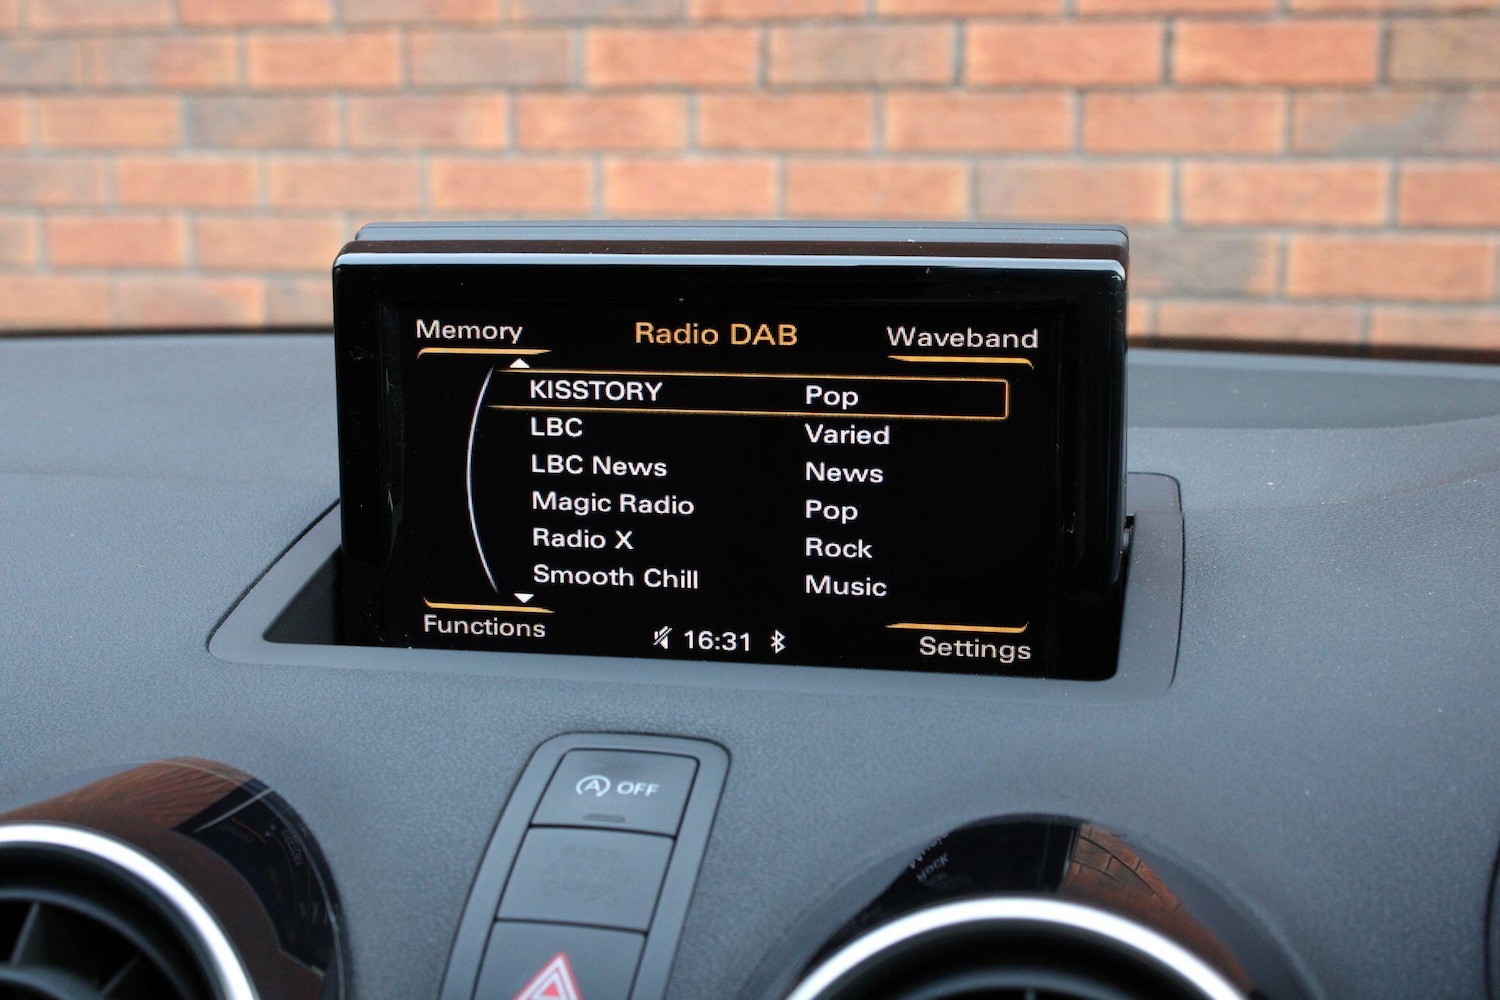 Memory Radio DAB Waveband
KISSTORY Pop
LBC Varied
LBC News News
Magic Radio Pop
Radio X Rock
Smooth Chill Music
Functions 16:31 Settings
A OFF